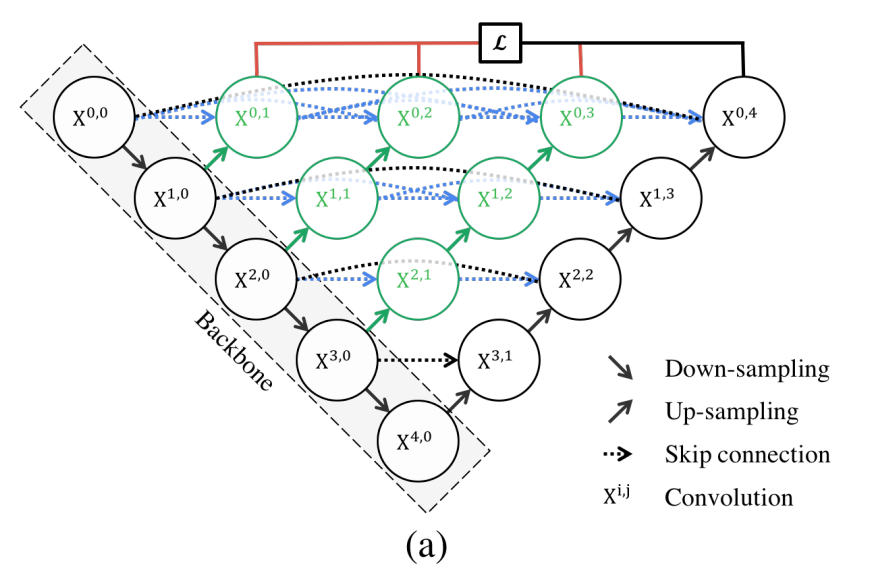 ℒ
X^0,0 X^0,1 X^0,2 X^0,3 X^0,4
X^1,0 X^1,1 X^1,2 X^1,3
X^2,0 X^2,1 X^2,2
X^3,0 X^3,1
X^4,0
Backbone
Down-sampling
Up-sampling
Skip connection
X^i,j Convolution
(a)